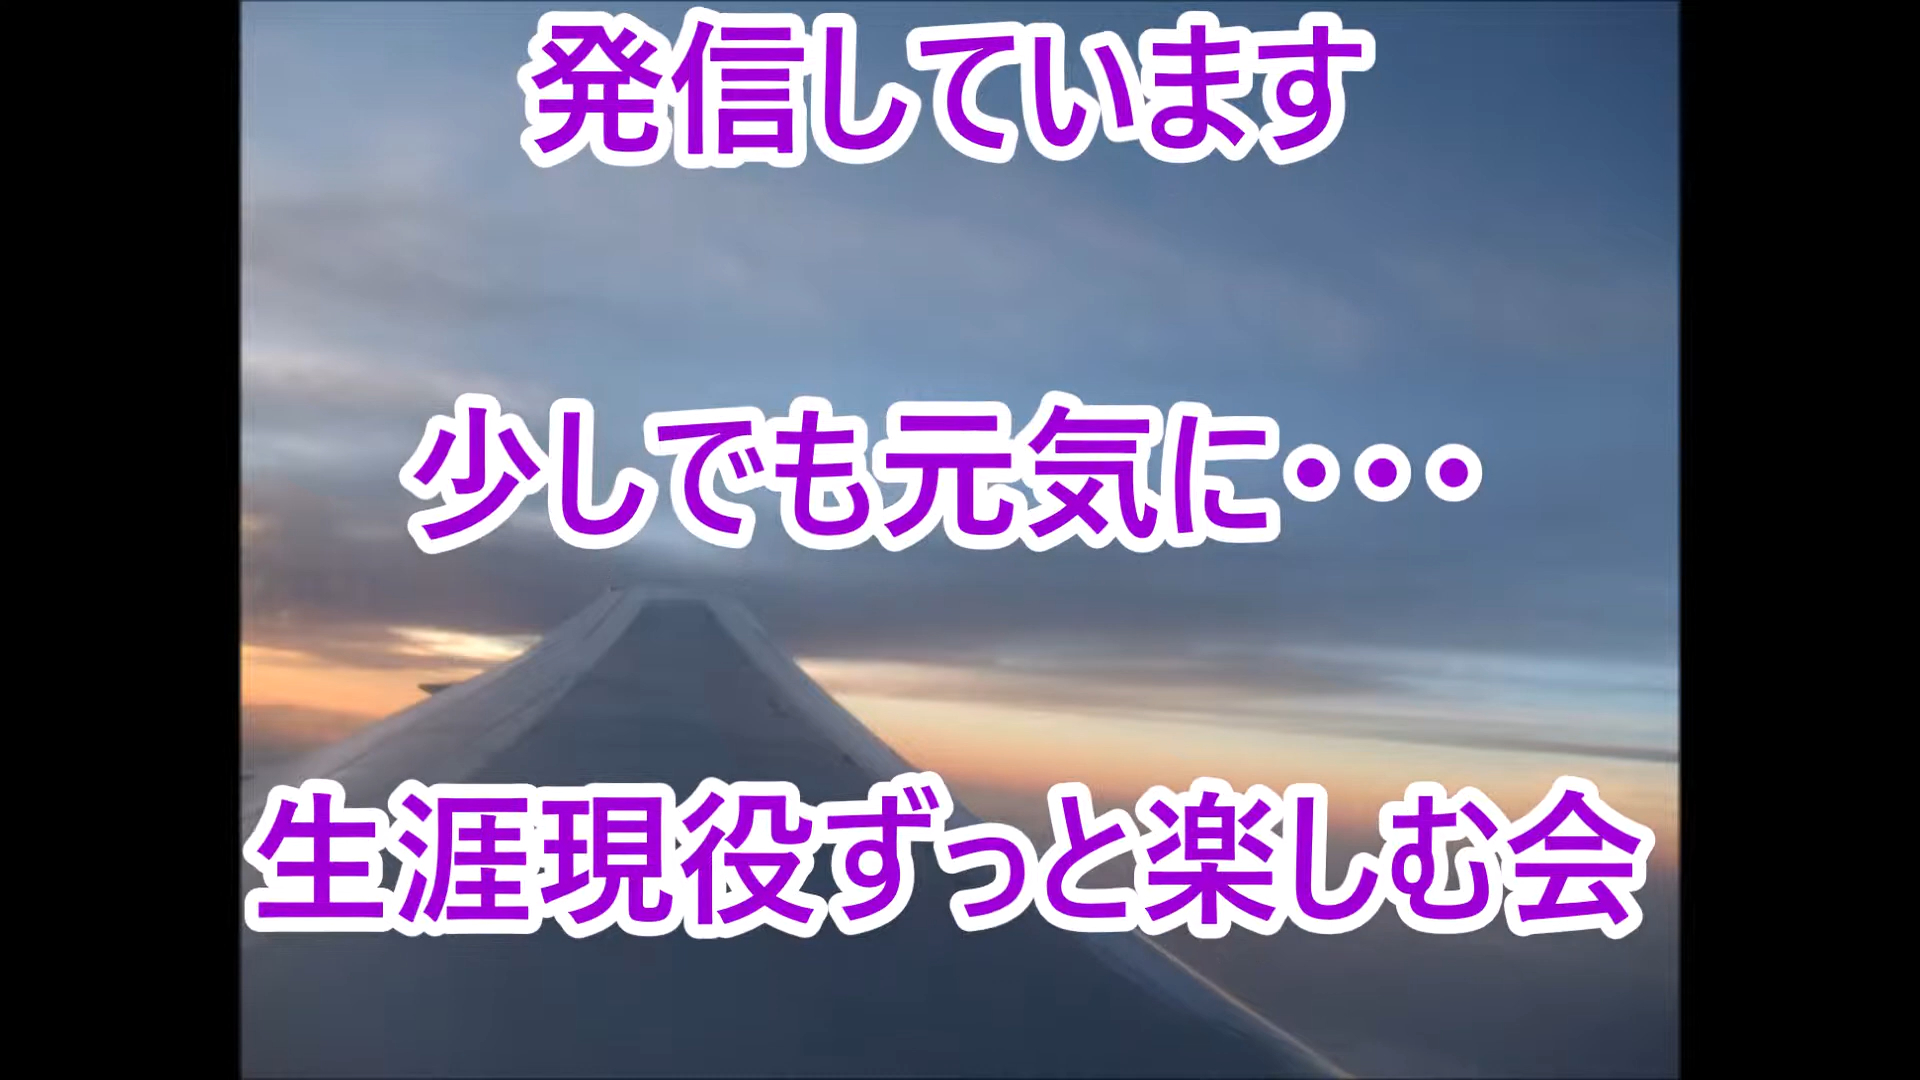 発信しています
少しでも元気に・・・
生涯現役ずっと楽しむ会